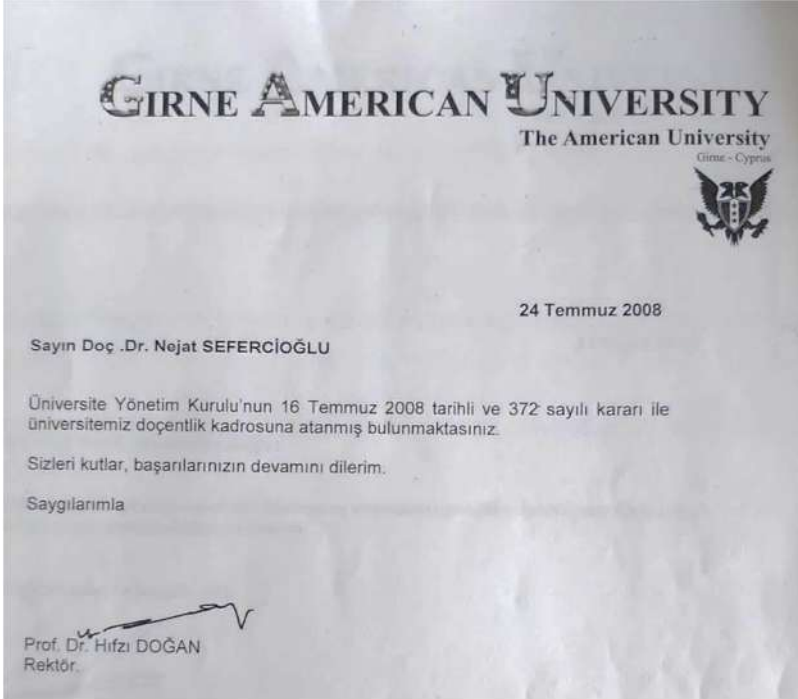 GIRNE AMERICAN UNIVERSITY
The American University
Girne - Cyprus
24 Temmuz 2008
Sayın Doç .Dr. Nejat SEFERCİOĞLU
Üniversite Yönetim Kurulu'nun 16 Temmuz 2008 tarihli ve 372 sayılı kararı ile
üniversitemiz doçentlik kadrosuna atanmış bulunmaktasınız.
Sizleri kutlar, başarılarınızın devamını dilerim.
Saygılarımla
Prof. Dr. Hıfzı DOĞAN
Rektör.